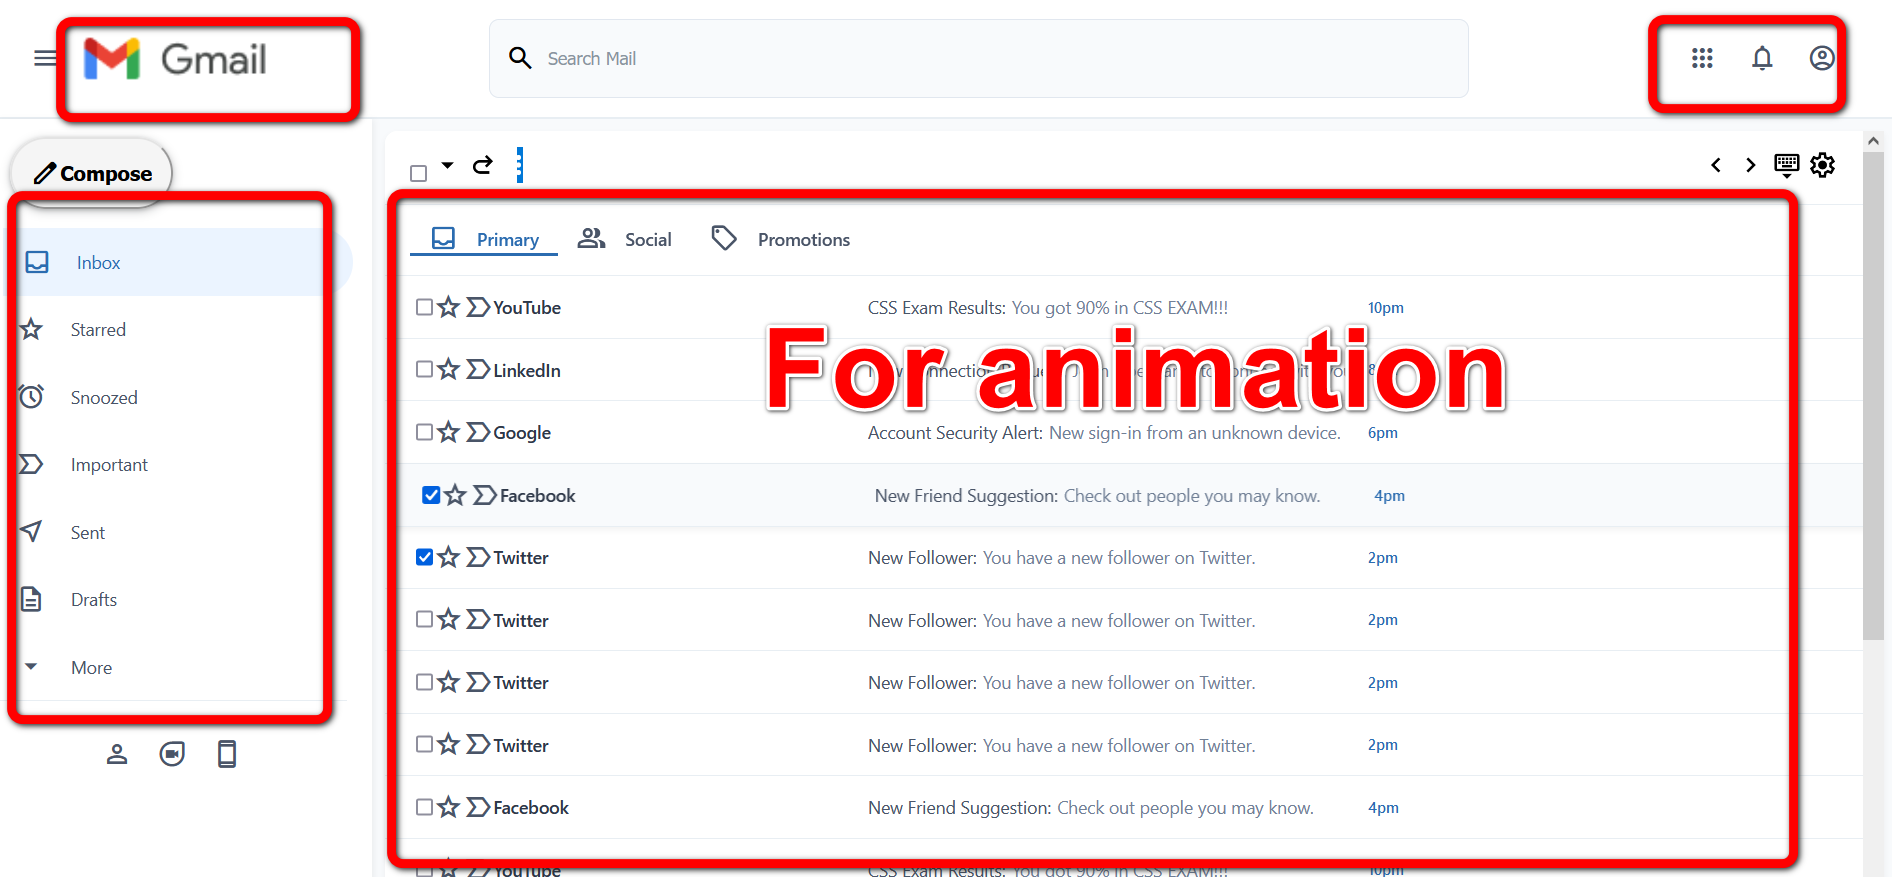 Gmail
Search Mail
Compose
Inbox
Starred
Snoozed
Important
Sent
Drafts
More
Primary Social Promotions
YouTube CSS Exam Results: You got 90% in CSS EXAM!!! 10pm
For animation
LinkedIn
Google Account Security Alert: New sign-in from an unknown device. 6pm
Facebook New Friend Suggestion: Check out people you may know. 4pm
Twitter New Follower: You have a new follower on Twitter. 2pm
Twitter New Follower: You have a new follower on Twitter. 2pm
Twitter New Follower: You have a new follower on Twitter. 2pm
Twitter New Follower: You have a new follower on Twitter. 2pm
Facebook New Friend Suggestion: Check out people you may know. 4pm
YouTube CSS Exam Results: You got 90% in CSS EXAM!!! 10pm